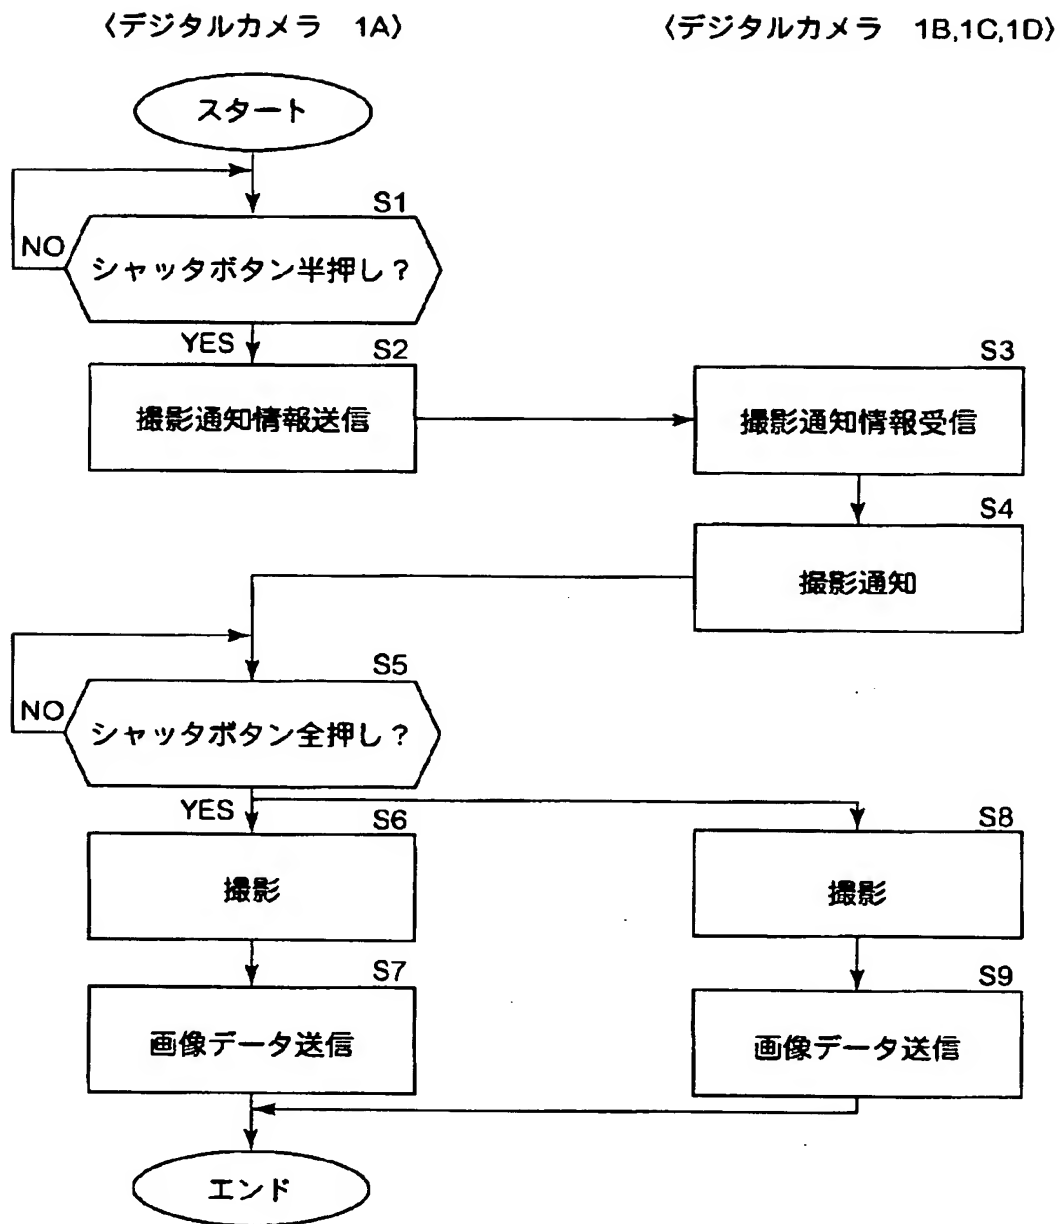 〈デジタルカメラ 1A〉
〈デジタルカメラ 1B,1C,1D〉
スタート
S1
NO
シャッタボタン半押し?
YES
S2
S3
撮影通知情報送信
撮影通知情報受信
S4
撮影通知
S5
NO
シャッタボタン全押し?
YES
S6
S8
撮影
撮影
S7
S9
画像データ送信
画像データ送信
エンド